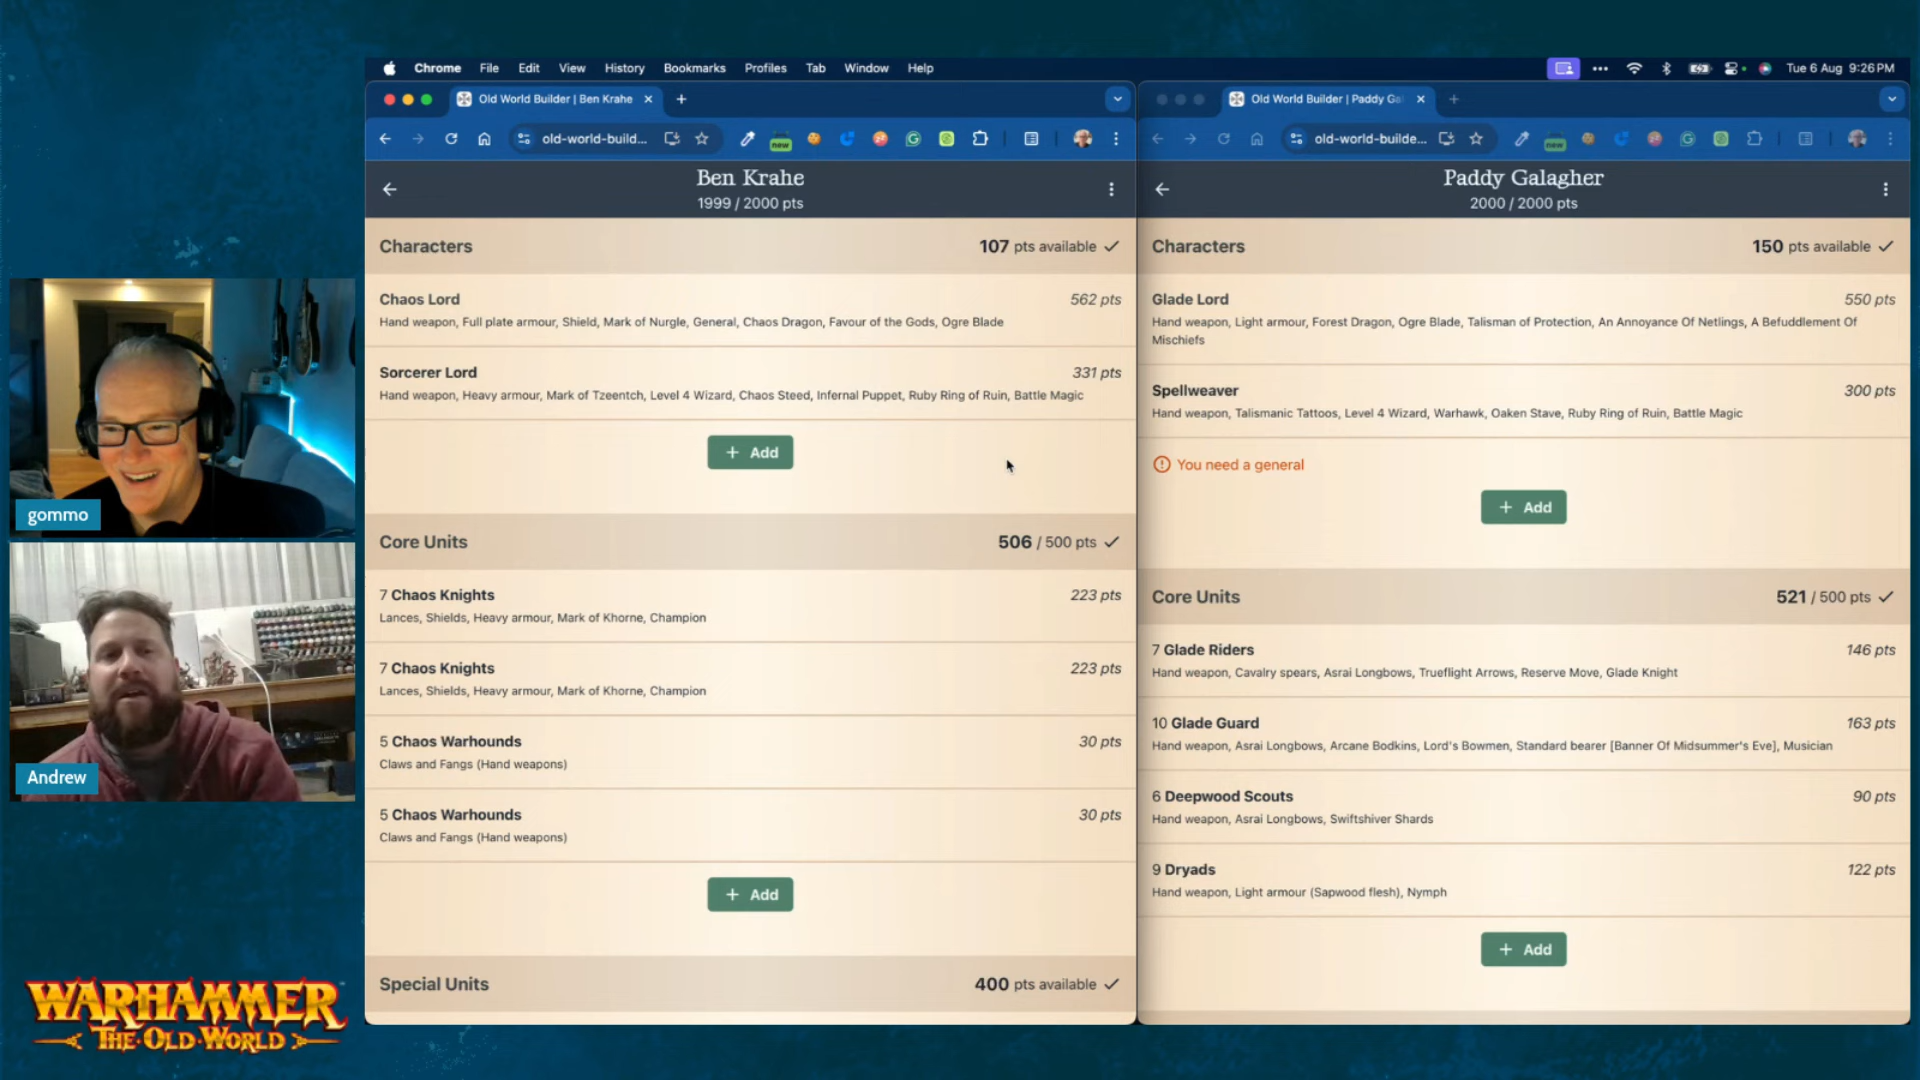 Chrome File Edit View History Bookmarks Profiles Tab Window Help
Tue 6 Aug 9:26 PM
Old World Builder | Ben Krahe
old-world-build...
new
Ben Krahe
1999 / 2000 pts
Characters
107 pts available
Chaos Lord
562 pts
Hand weapon, Full plate armour, Shield, Mark of Nurgle, General, Chaos Dragon, Favour of the Gods, Ogre Blade
Sorcerer Lord
331 pts
Hand weapon, Heavy armour, Mark of Tzeentch, Level 4 Wizard, Chaos Steed, Infernal Puppet, Ruby Ring of Ruin, Battle Magic
+ Add
Core Units
506 / 500 pts
7 Chaos Knights
223 pts
Lances, Shields, Heavy armour, Mark of Khorne, Champion
7 Chaos Knights
223 pts
Lances, Shields, Heavy armour, Mark of Khorne, Champion
5 Chaos Warhounds
30 pts
Claws and Fangs (Hand weapons)
5 Chaos Warhounds
30 pts
Claws and Fangs (Hand weapons)
+ Add
Special Units
400 pts available
Old World Builder | Paddy Ga
old-world-builde...
new
Paddy Galagher
2000 / 2000 pts
Characters
150 pts available
Glade Lord
550 pts
Hand weapon, Light armour, Forest Dragon, Ogre Blade, Talisman of Protection, An Annoyance Of Netlings, A Befuddlement Of
Mischiefs
Spellweaver
300 pts
Hand weapon, Talismanic Tattoos, Level 4 Wizard, Warhawk, Oaken Stave, Ruby Ring of Ruin, Battle Magic
You need a general
+ Add
Core Units
521 / 500 pts
7 Glade Riders
146 pts
Hand weapon, Cavalry spears, Asrai Longbows, Trueflight Arrows, Reserve Move, Glade Knight
10 Glade Guard
163 pts
Hand weapon, Asrai Longbows, Arcane Bodkins, Lord's Bowmen, Standard bearer [Banner Of Midsummer's Eve], Musician
6 Deepwood Scouts
90 pts
Hand weapon, Asrai Longbows, Swiftshiver Shards
9 Dryads
122 pts
Hand weapon, Light armour (Sapwood flesh), Nymph
+ Add
gommo
Andrew
WARHAMMER
THE OLD WORLD